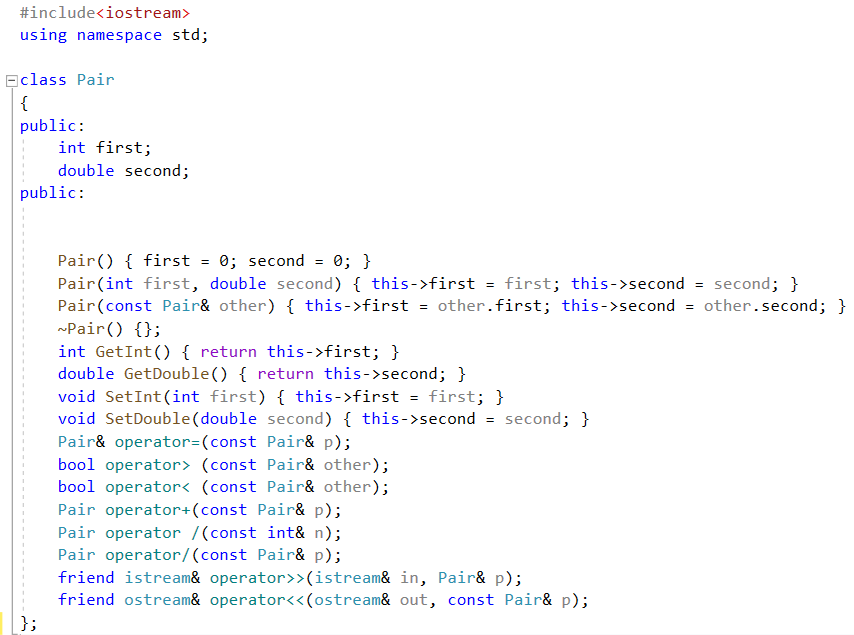 #include<iostream>
using namespace std;
class Pair
{
public:
int first;
double second;
public:
Pair() { first = 0; second = 0; }
Pair(int first, double second) { this->first = first; this->second = second; }
Pair(const Pair& other) { this->first = other.first; this->second = other.second; }
~Pair() {};
int GetInt() { return this->first; }
double GetDouble() { return this->second; }
void SetInt(int first) { this->first = first; }
void SetDouble(double second) { this->second = second; }
Pair& operator=(const Pair& p);
bool operator> (const Pair& other);
bool operator< (const Pair& other);
Pair operator+(const Pair& p);
Pair operator /(const int& n);
Pair operator/(const Pair& p);
friend istream& operator>>(istream& in, Pair& p);
friend ostream& operator<<(ostream& out, const Pair& p);
};